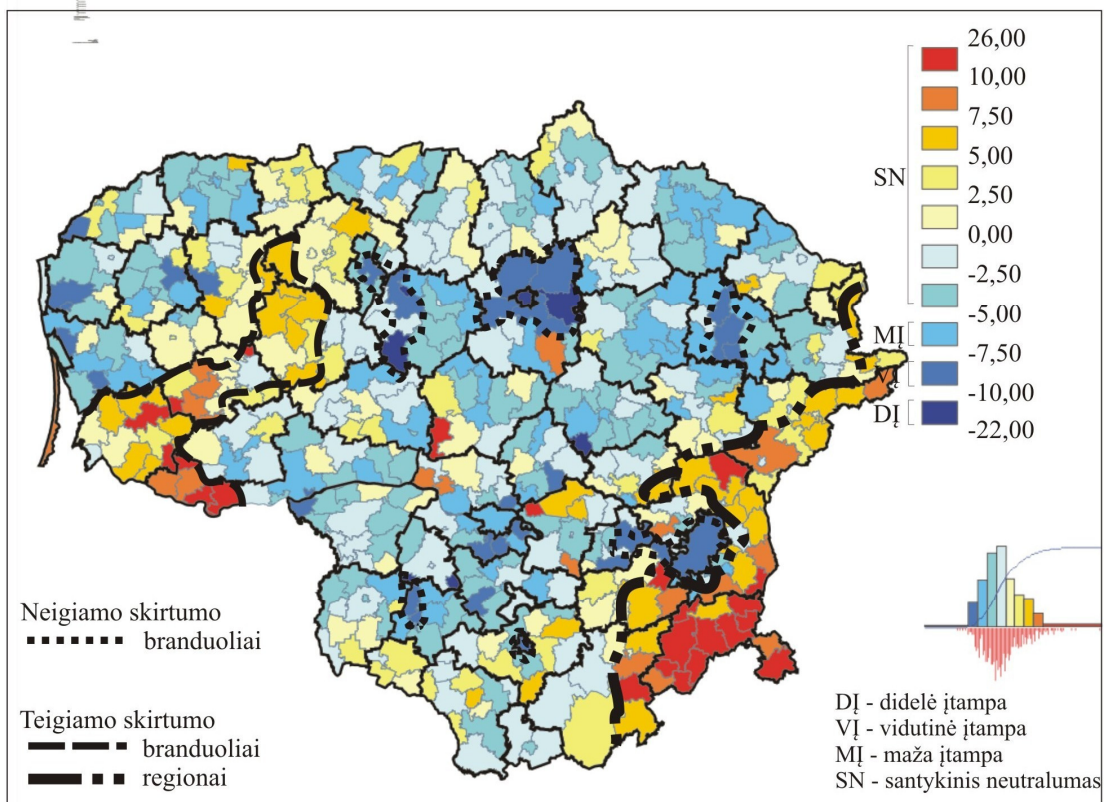 26,00
10,00
7,50
5,00
SN
2,50
0,00
-2,50
-5,00
MĮ
-7,50
VĮ
-10,00
DĮ
-22,00
Neigiamo skirtumo
branduoliai
Teigiamo skirtumo
branduoliai
regionai
DĮ - didelė įtampa
VĮ - vidutinė įtampa
MĮ - maža įtampa
SN - santykinis neutralumas